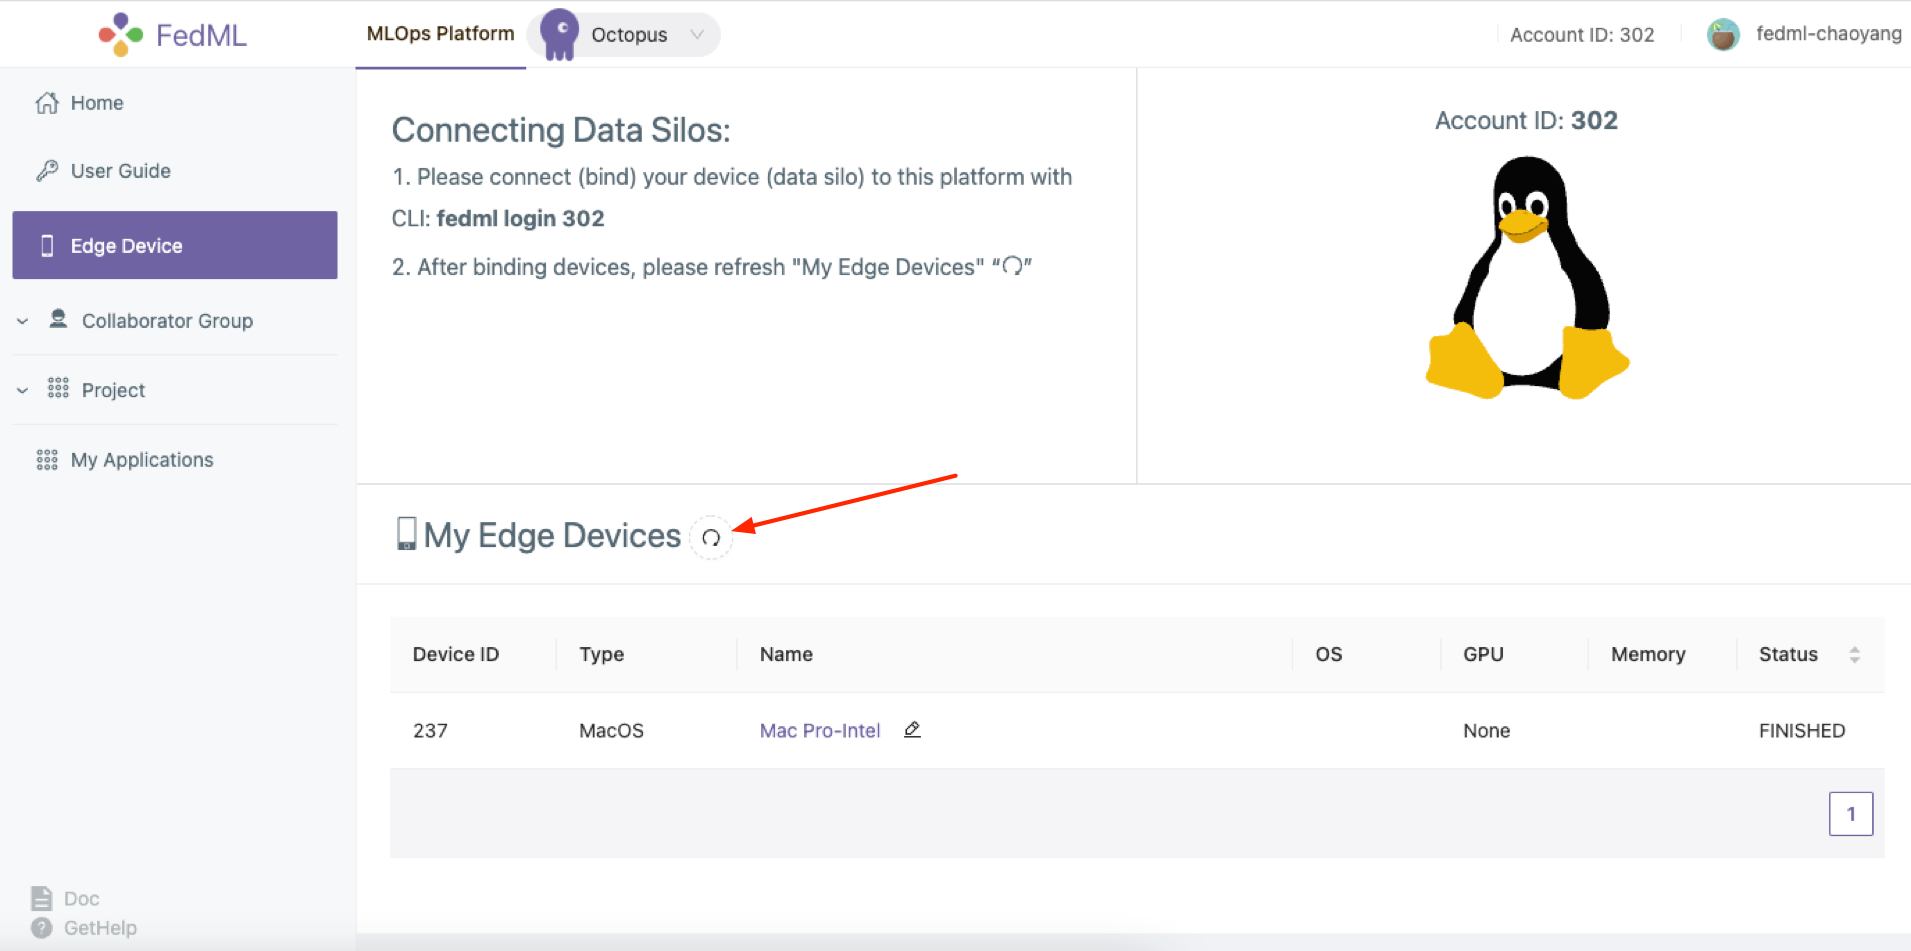 FedML
MLOps Platform
Octopus
Account ID: 302
fedml-chaoyang
Home
User Guide
Edge Device
Collaborator Group
Project
My Applications
Doc
GetHelp
Connecting Data Silos:
1. Please connect (bind) your device (data silo) to this platform with
CLI: fedml login 302
2. After binding devices, please refresh "My Edge Devices" “”
Account ID: 302
My Edge Devices
Device ID Type Name OS GPU Memory Status
237 MacOS Mac Pro-Intel None FINISHED
1